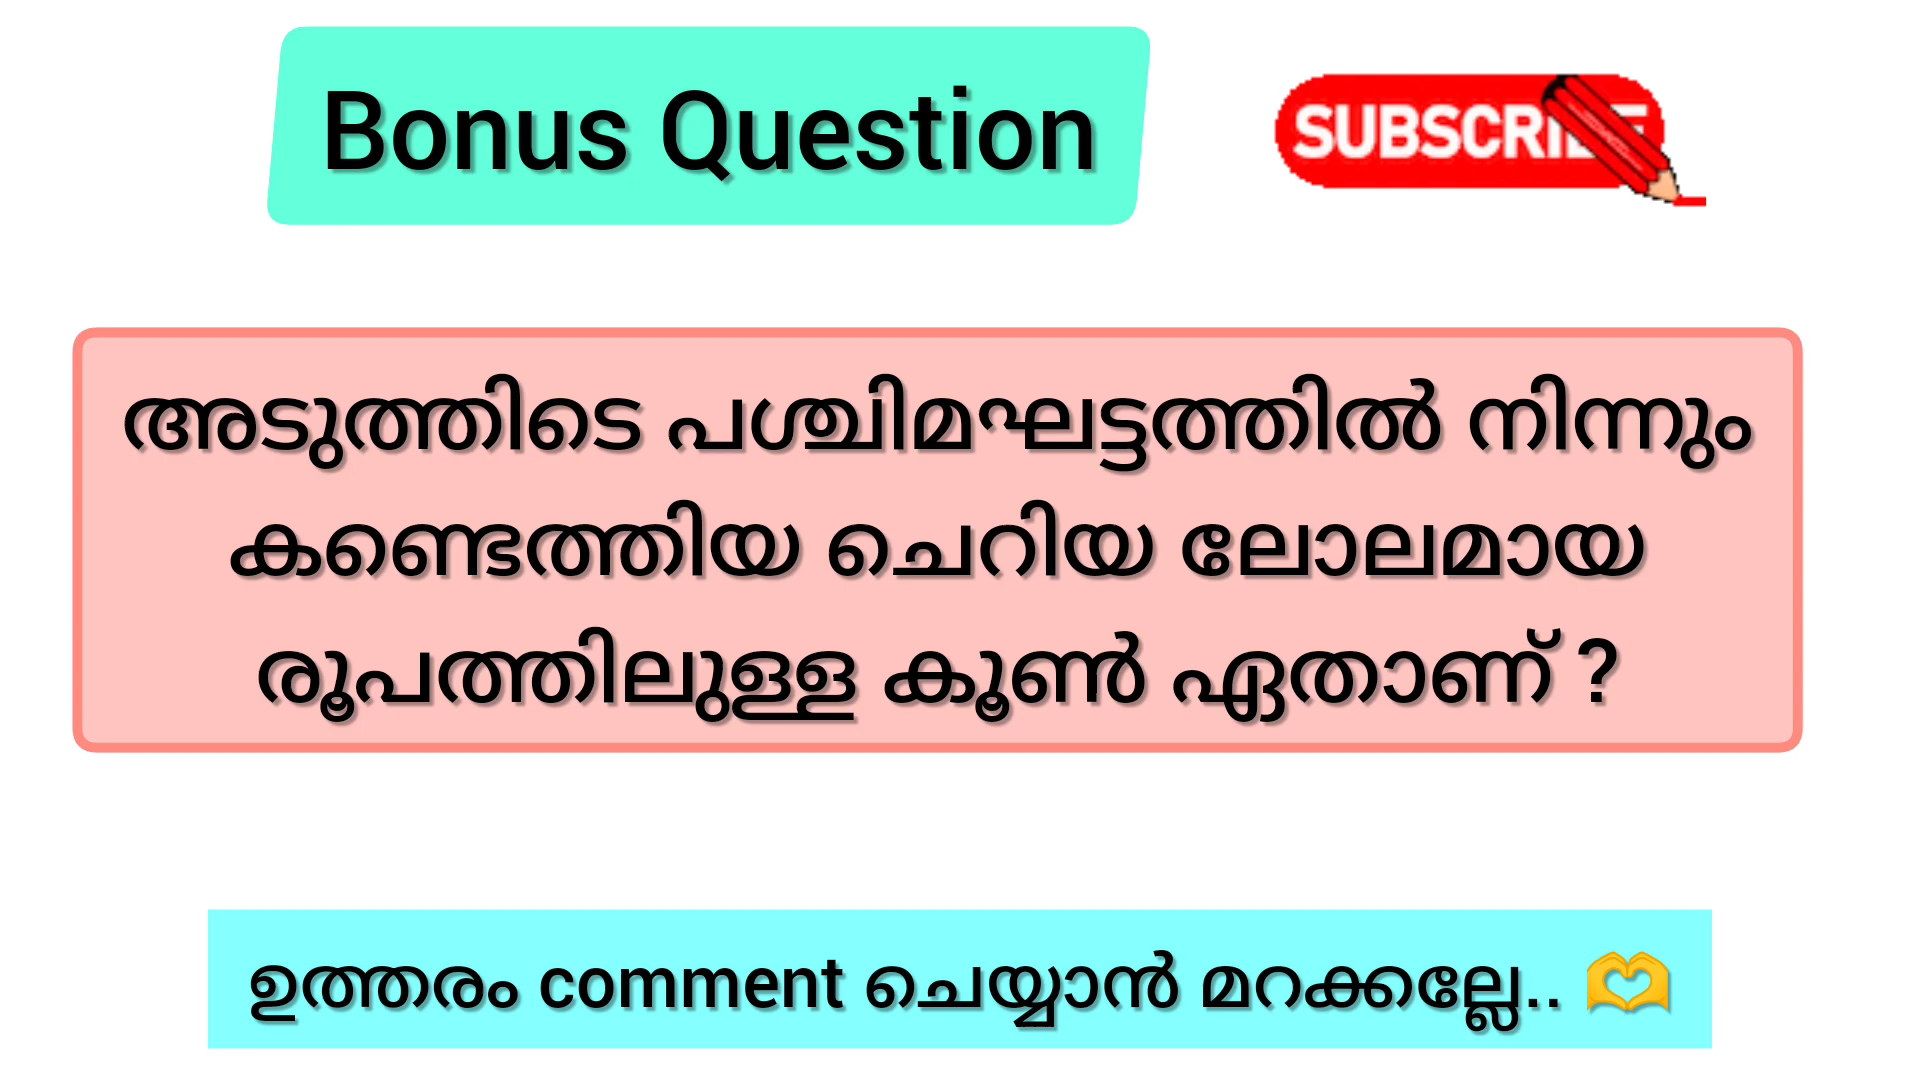 Bonus Question
SUBSCRIBE
അടുത്തിടെ പശ്ചിമഘട്ടത്തിൽ നിന്നും
കണ്ടെത്തിയ ചെറിയ ലോലമായ
രൂപത്തിലുള്ള കൂൺ ഏതാണ് ?
ഉത്തരം comment ചെയ്യാൻ മറക്കല്ലേ.. 🫶